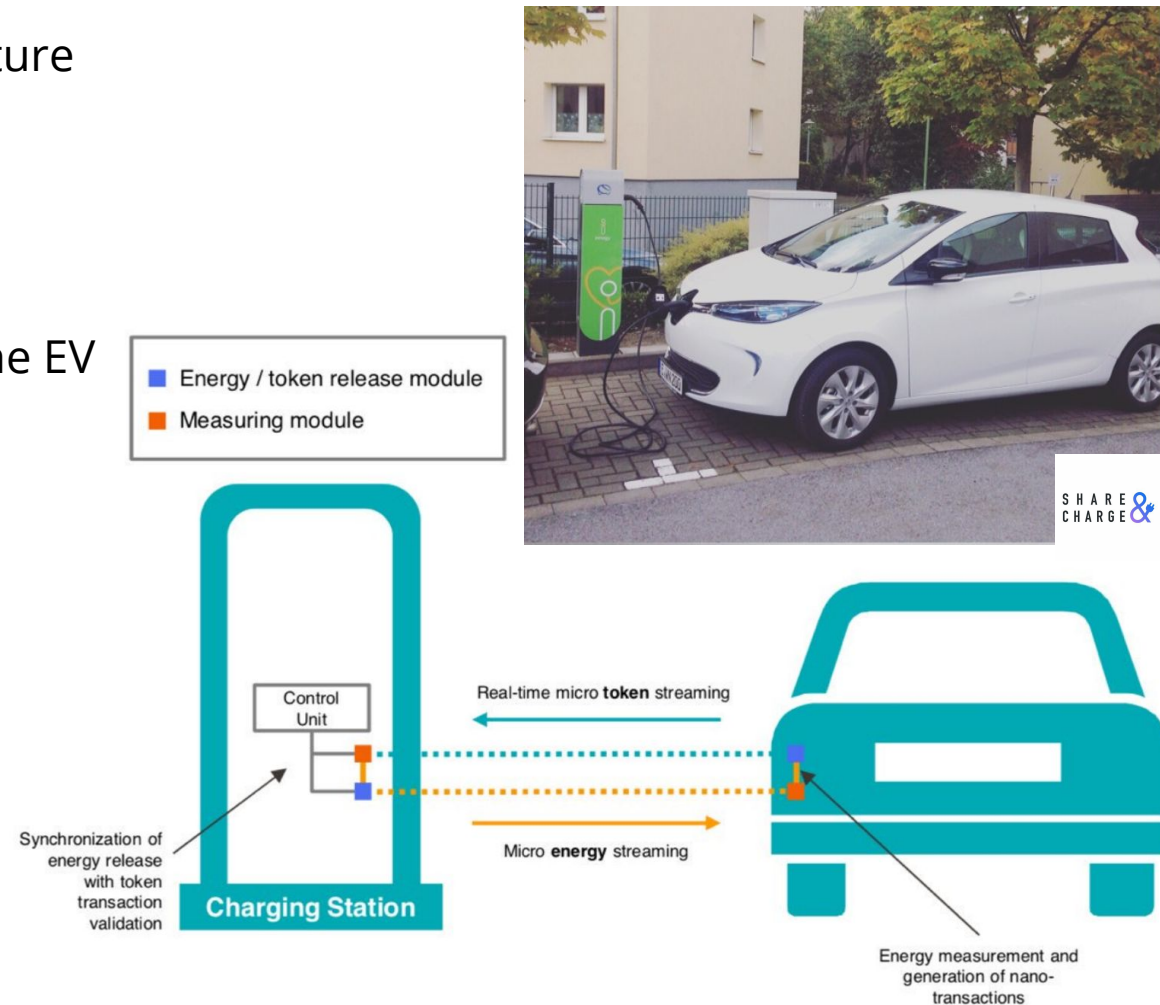 ture
ne EV
Energy / token release module
Measuring module
SHARE &
CHARGE
Control
Unit
Real-time micro token streaming
Micro energy streaming
Synchronization of
energy release
with token
transaction
validation
Charging Station
Energy measurement and
generation of nano-
transactions